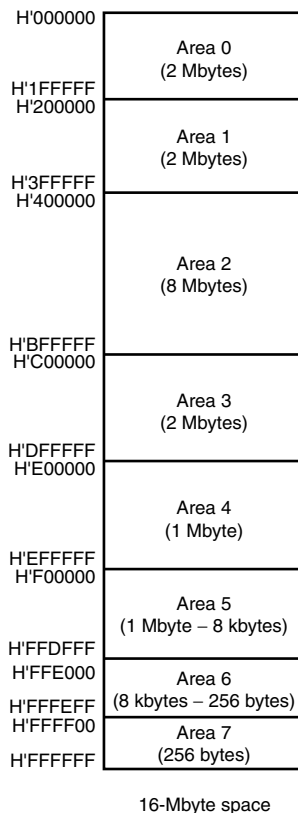 H'000000
Area 0
(2 Mbytes)
H'1FFFFF
H'200000
Area 1
(2 Mbytes)
H'3FFFFF
H'400000
Area 2
(8 Mbytes)
H'BFFFFF
H'C00000
Area 3
(2 Mbytes)
H'DFFFFF
H'E00000
Area 4
(1 Mbyte)
H'EFFFFF
H'F00000
Area 5
(1 Mbyte – 8 kbytes)
H'FFDFFF
H'FFE000
Area 6
(8 kbytes – 256 bytes)
H'FFFEFF
H'FFFF00
Area 7
(256 bytes)
H'FFFFFF
16-Mbyte space